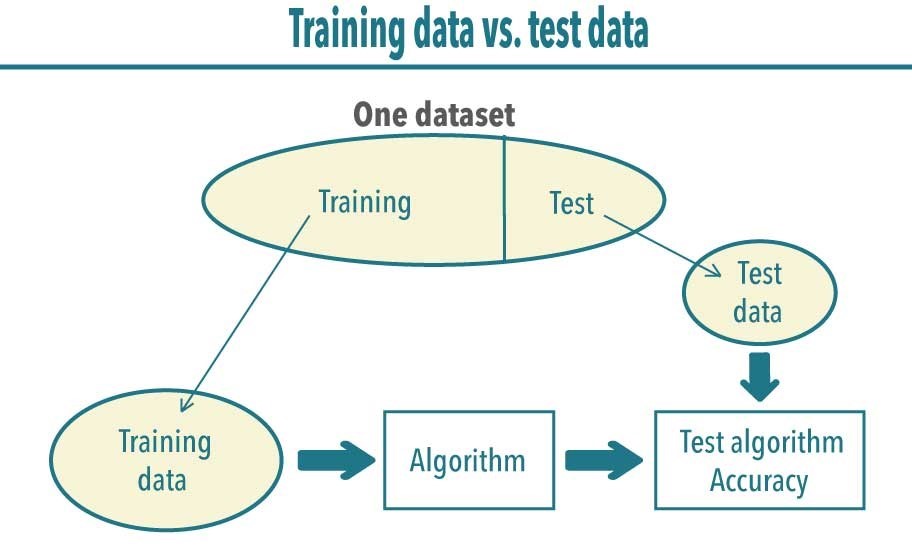 Training data vs. test data
One dataset
Training
Test
Test
data
Training
data
Algorithm
Test algorithm
Accuracy